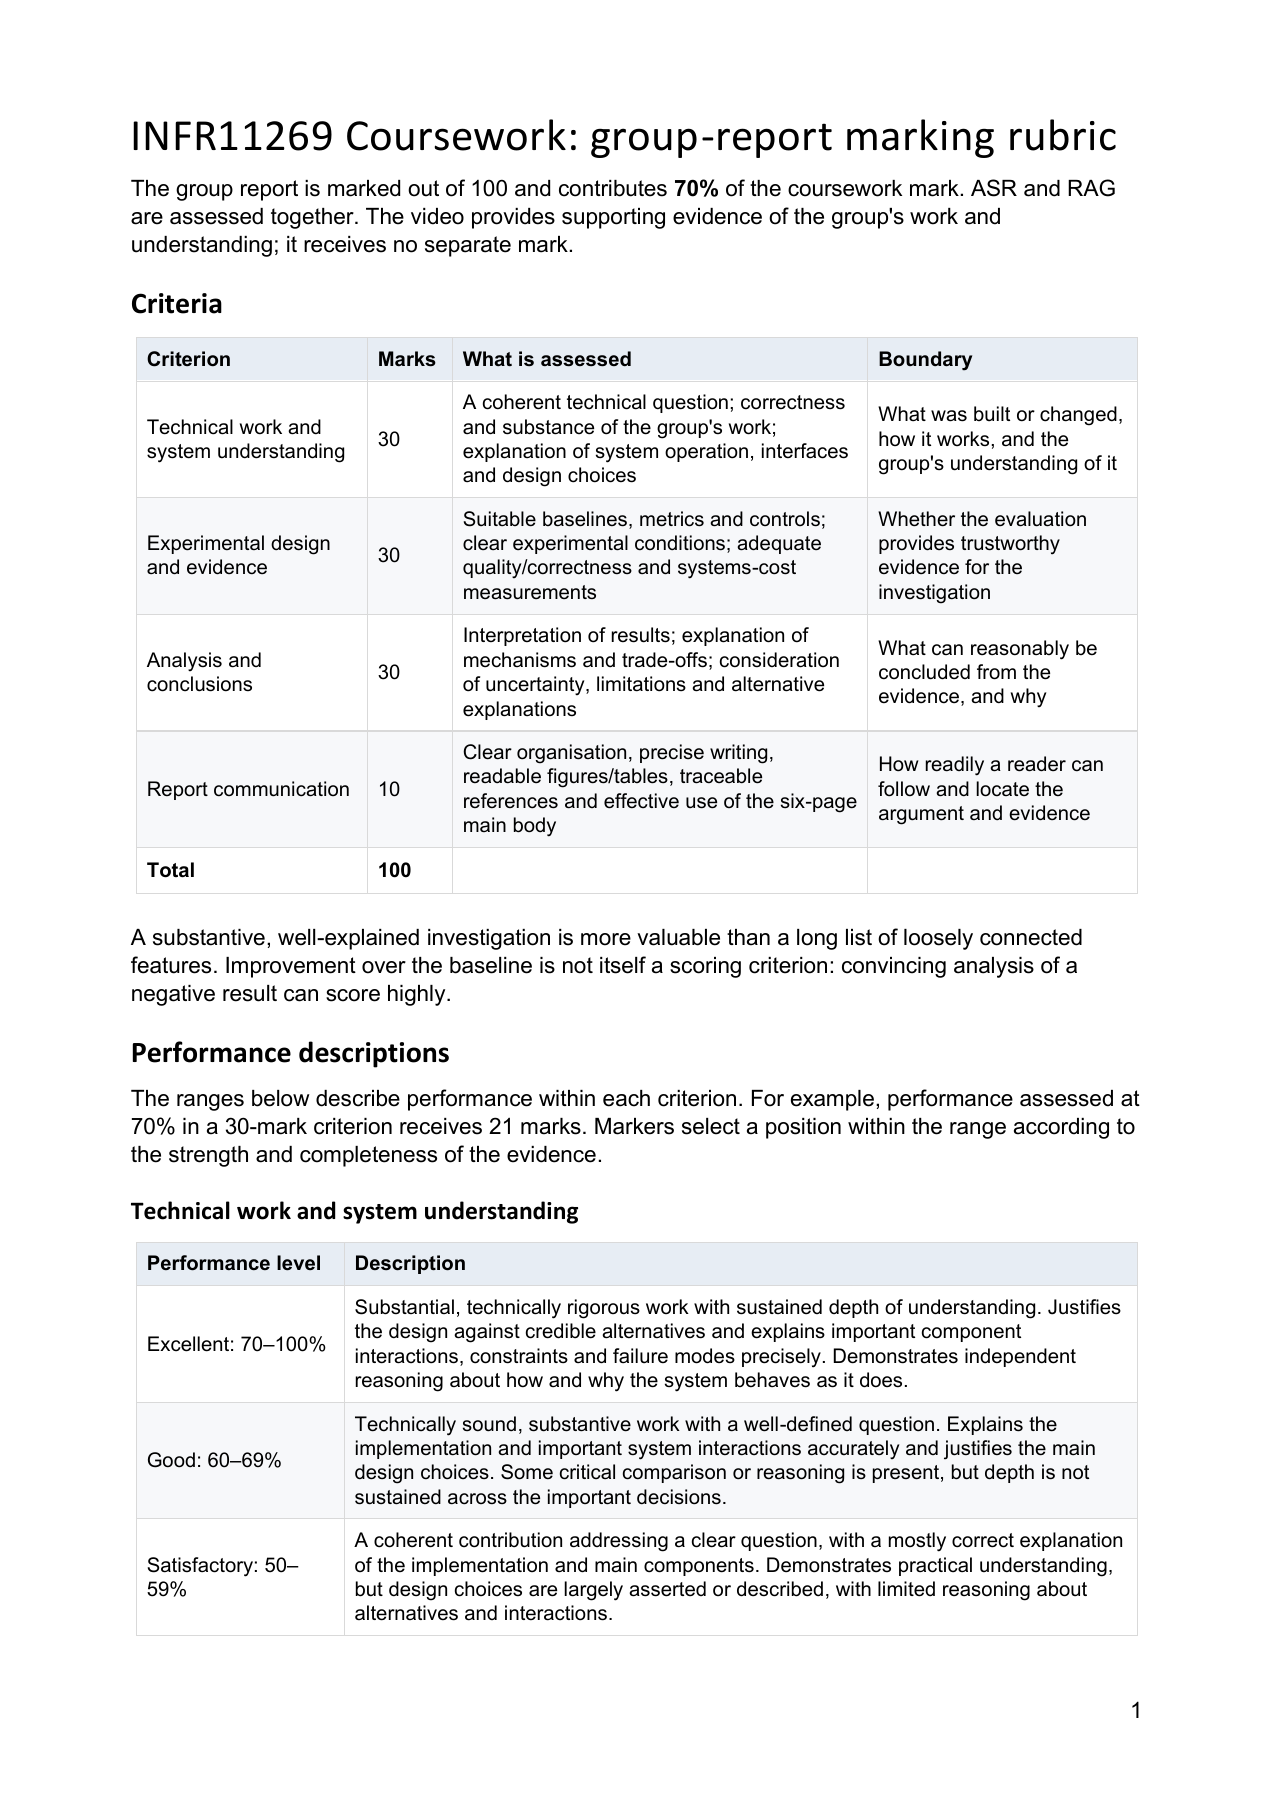 INFR11269 Coursework: group-report marking rubric
The group report is marked out of 100 and contributes 70% of the coursework mark. ASR and RAG
are assessed together. The video provides supporting evidence of the group's work and
understanding; it receives no separate mark.
Criteria
Criterion Marks What is assessed Boundary
Technical work and
system understanding
30
A coherent technical question; correctness
and substance of the group's work;
explanation of system operation, interfaces
and design choices
What was built or changed,
how it works, and the
group's understanding of it
Experimental design
and evidence
30
Suitable baselines, metrics and controls;
clear experimental conditions; adequate
quality/correctness and systems-cost
measurements
Whether the evaluation
provides trustworthy
evidence for the
investigation
Analysis and
conclusions
30
Interpretation of results; explanation of
mechanisms and trade-offs; consideration
of uncertainty, limitations and alternative
explanations
What can reasonably be
concluded from the
evidence, and why
Report communication
10
Clear organisation, precise writing,
readable figures/tables, traceable
references and effective use of the six-page
main body
How readily a reader can
follow and locate the
argument and evidence
Total 100
A substantive, well-explained investigation is more valuable than a long list of loosely connected
features. Improvement over the baseline is not itself a scoring criterion: convincing analysis of a
negative result can score highly.
Performance descriptions
The ranges below describe performance within each criterion. For example, performance assessed at
70% in a 30-mark criterion receives 21 marks. Markers select a position within the range according to
the strength and completeness of the evidence.
Technical work and system understanding
Performance level Description
Excellent: 70–100%
Substantial, technically rigorous work with sustained depth of understanding. Justifies
the design against credible alternatives and explains important component
interactions, constraints and failure modes precisely. Demonstrates independent
reasoning about how and why the system behaves as it does.
Good: 60–69%
Technically sound, substantive work with a well-defined question. Explains the
implementation and important system interactions accurately and justifies the main
design choices. Some critical comparison or reasoning is present, but depth is not
sustained across the important decisions.
Satisfactory: 50–
59%
A coherent contribution addressing a clear question, with a mostly correct explanation
of the implementation and main components. Demonstrates practical understanding,
but design choices are largely asserted or described, with limited reasoning about
alternatives and interactions.
1